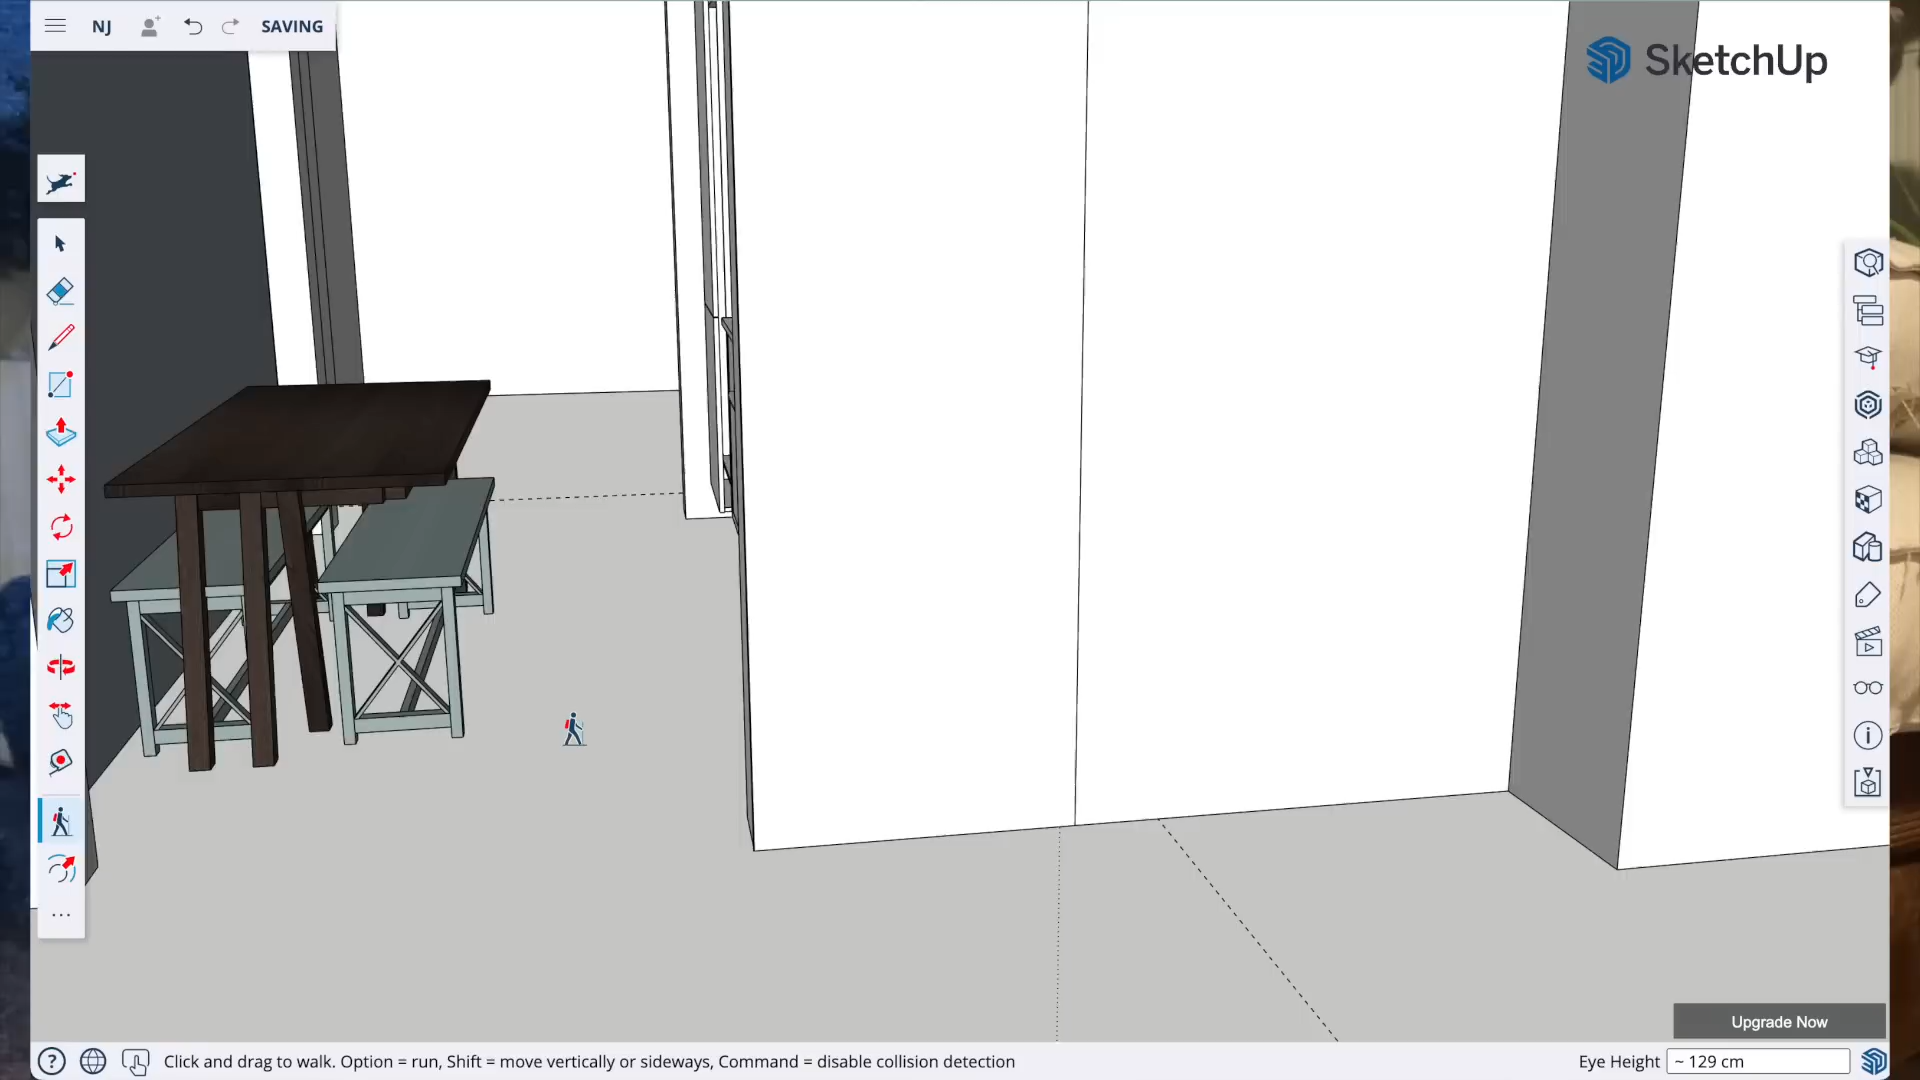 NJ
SAVING
SketchUp
Upgrade Now
Click and drag to walk. Option = run, Shift = move vertically or sideways, Command = disable collision detection
Eye Height
~ 129 cm